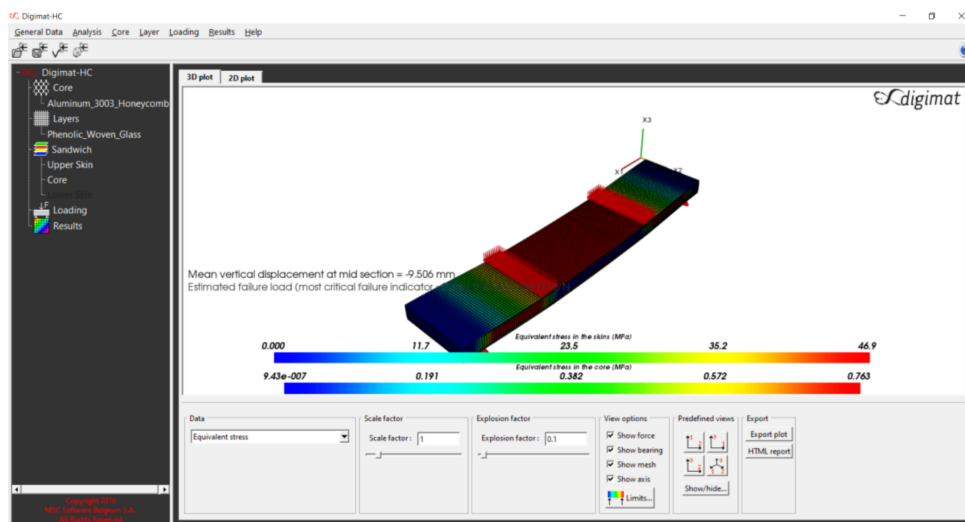 Digimat-HC
General Data Analysis Core Layer Loading Results Help
Digimat-HC
Core
Aluminum_3003_Honeycomb
Layers
Phenolic_Woven_Glass
Sandwich
Upper Skin
Core
Lower Skin
Loading
Results
Copyright 2016
MSC Software Belgium S.A.
All Rights Reserved
3D plot 2D plot
digimat
X3
X1
Mean vertical displacement at mid section = -9.506 mm
Estimated failure load (most critical failure indicator
Equivalent stress in the skins (MPa)
0.000 11.7 23.5 35.2 46.9
Equivalent stress in the core (MPa)
9.43e-007 0.191 0.382 0.572 0.763
Data
Equivalent stress
Scale factor
Scale factor : 1
Explosion factor
Explosion factor : 0.1
View options
Show force
Show bearing
Show mesh
Show axis
Limits...
Predefined views
Show/hide...
Export
Export plot
HTML report